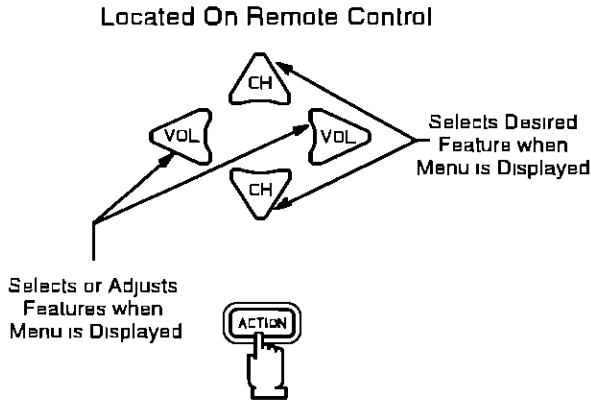 Located On Remote Control
CH
VOL
VOL
CH
Selects Desired
Feature when
Menu is Displayed
Selects or Adjusts
Features when
Menu is Displayed
ACTION